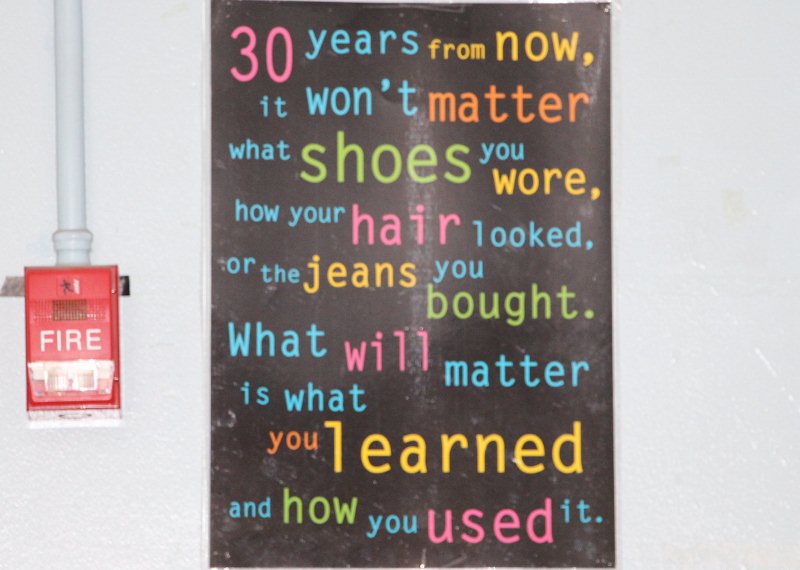 30 years from now,
it won't matter
what shoes you
wore,
how your hair looked,
or the jeans you
bought.
What will matter
is what
you learned
and how you used it.
FIRE